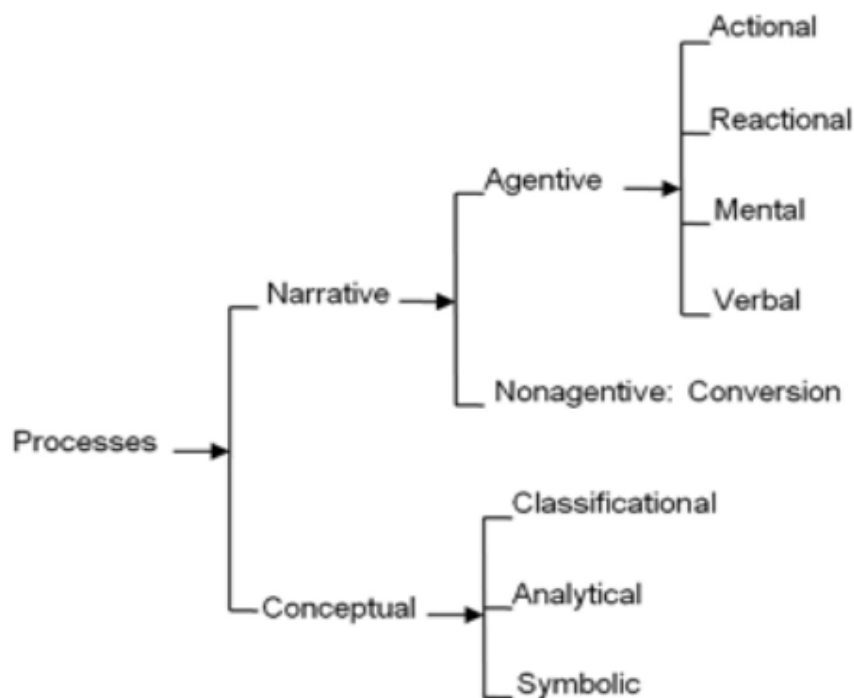 Actional
Reactional
Agentive
Mental
Narrative
Verbal
Nonagentive: Conversion
Processes
Classificational
Analytical
Conceptual
Symbolic